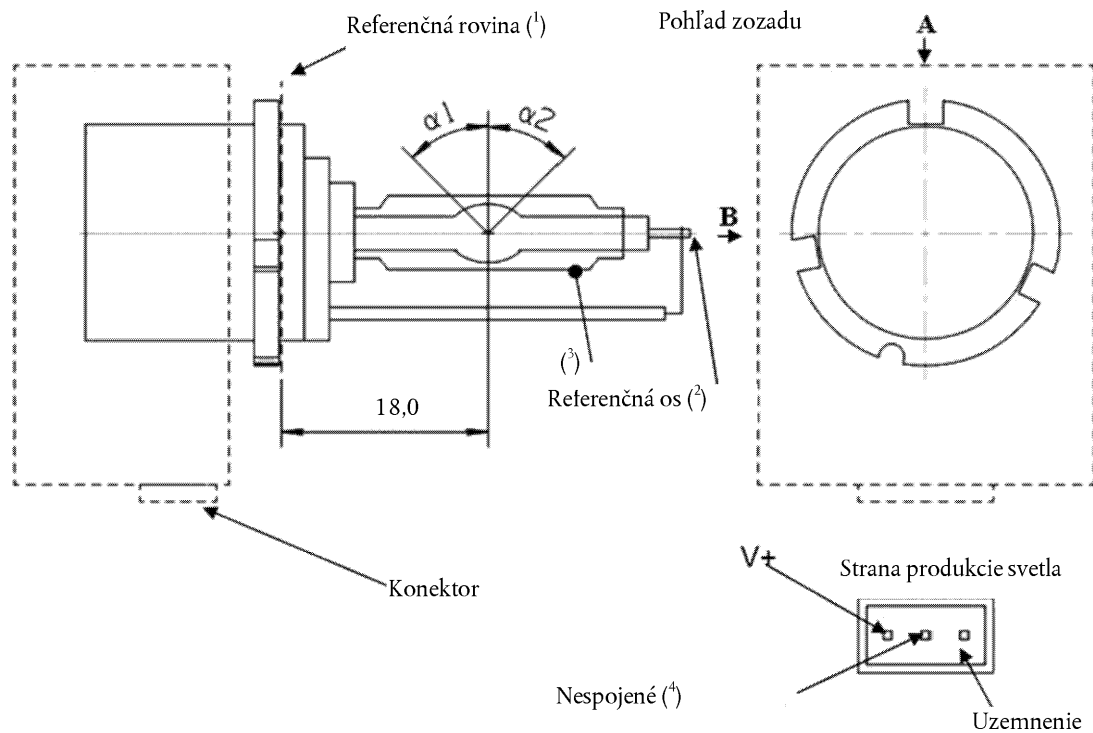 Referenčná rovina (1)
Pohľad zozadu
A
α1
α2
B
(3)
Referenčná os (2)
18,0
Konektor
V+
Strana produkcie svetla
Nespojené (4)
Uzemnenie